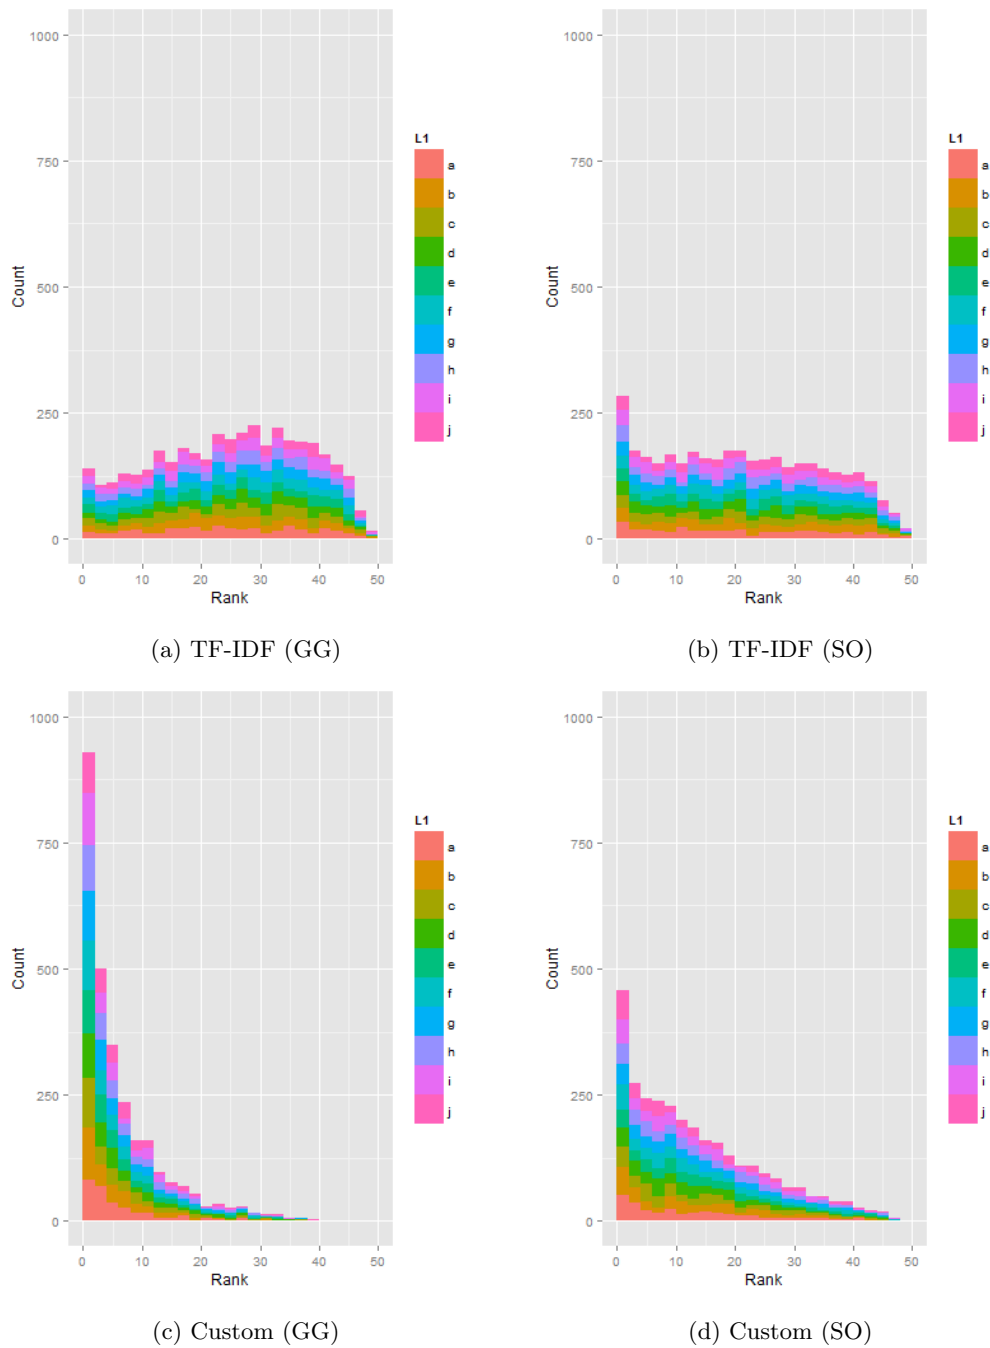 1000
750
500
250
0
Count
0 10 20 30 40 50
Rank
L1
a
b
c
d
e
f
g
h
i
j
(a) TF-IDF (GG)
1000
750
500
250
0
Count
0 10 20 30 40 50
Rank
L1
a
b
c
d
e
f
g
h
i
j
(b) TF-IDF (SO)
1000
750
500
250
0
Count
0 10 20 30 40 50
Rank
L1
a
b
c
d
e
f
g
h
i
j
(c) Custom (GG)
1000
750
500
250
0
Count
0 10 20 30 40 50
Rank
L1
a
b
c
d
e
f
g
h
i
j
(d) Custom (SO)